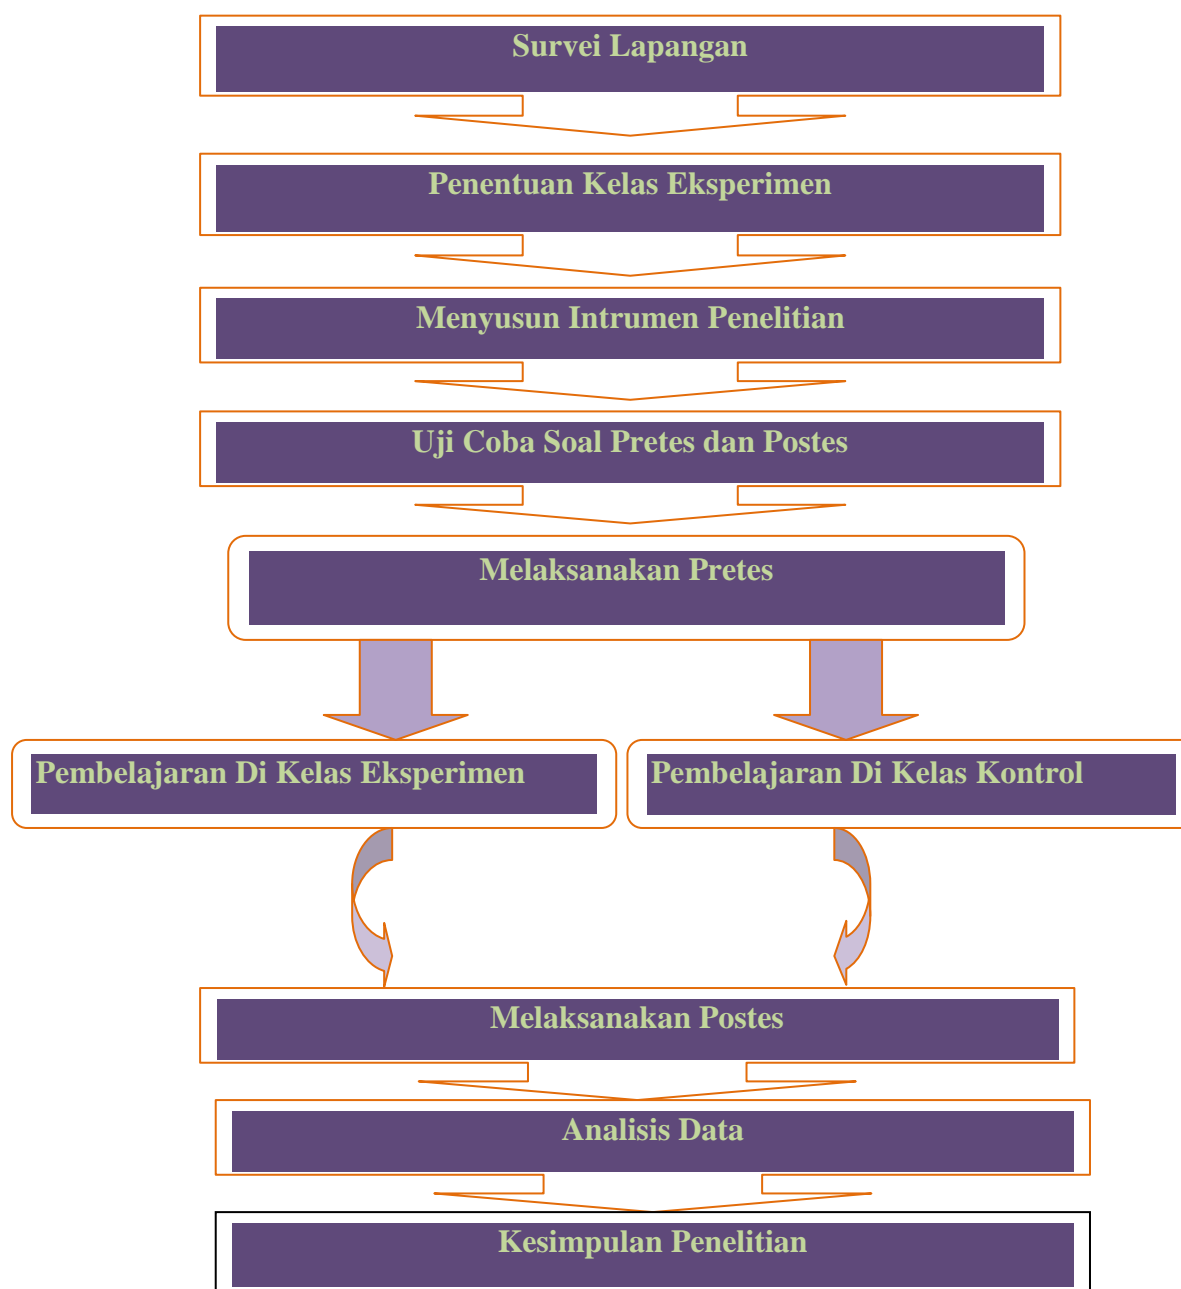 Survei Lapangan
Penentuan Kelas Eksperimen
Menyusun Intrumen Penelitian
Uji Coba Soal Pretes dan Postes
Melaksanakan Pretes
Pembelajaran Di Kelas Eksperimen
Pembelajaran Di Kelas Kontrol
Melaksanakan Postes
Analisis Data
Kesimpulan Penelitian